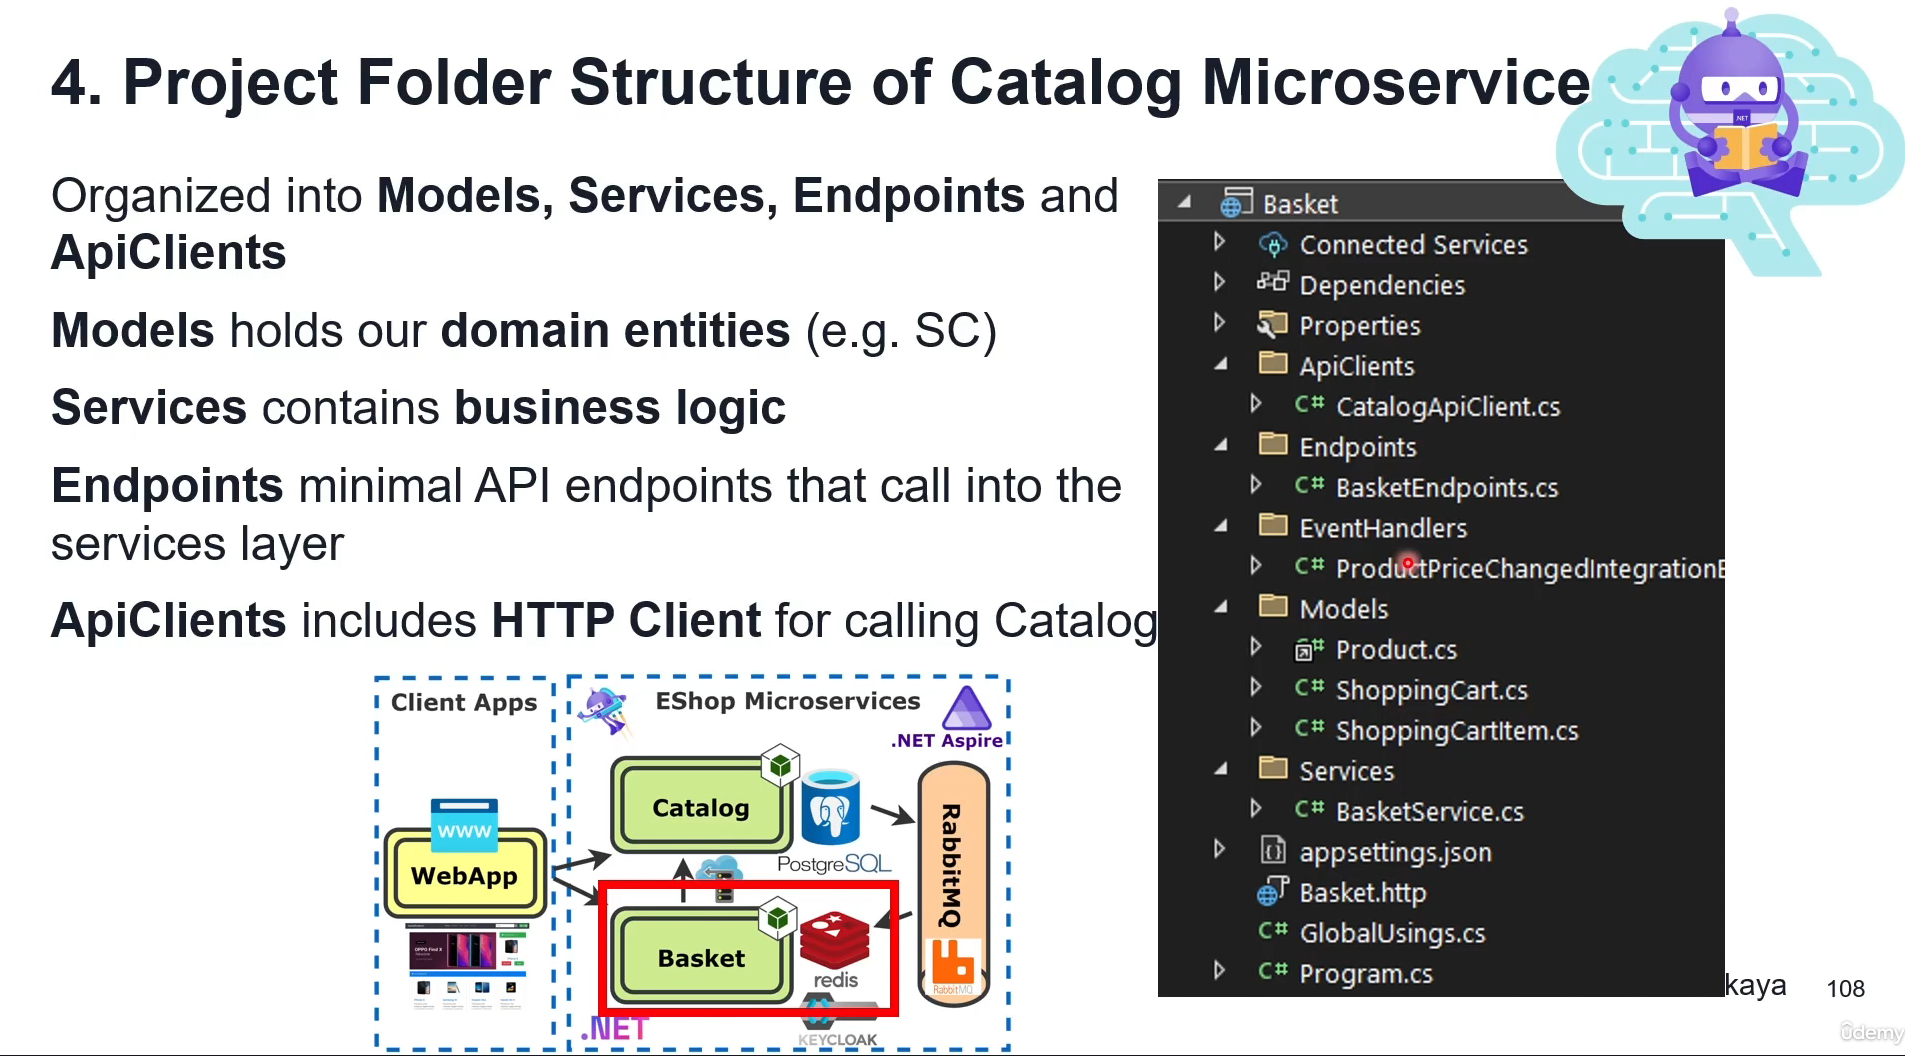 4. Project Folder Structure of Catalog Microservice
.NET
Organized into Models, Services, Endpoints and
ApiClients
Models holds our domain entities (e.g. SC)
Services contains business logic
Endpoints minimal API endpoints that call into the
services layer
ApiClients includes HTTP Client for calling Catalog
Basket
Connected Services
Dependencies
Properties
ApiClients
C# CatalogApiClient.cs
Endpoints
C# BasketEndpoints.cs
EventHandlers
C# ProductPriceChangedIntegrationE
Models
Product.cs
C# ShoppingCart.cs
C# ShoppingCartItem.cs
Services
C# BasketService.cs
appsettings.json
Basket.http
C# GlobalUsings.cs
C# Program.cs
Client Apps
WWW
WebApp
EShop Microservices
.NET Aspire
Catalog
PostgreSQL
RabbitMQ
Basket
redis
RabbitMQ
.NET
KEYCLOAK
kaya
108
ûdemy